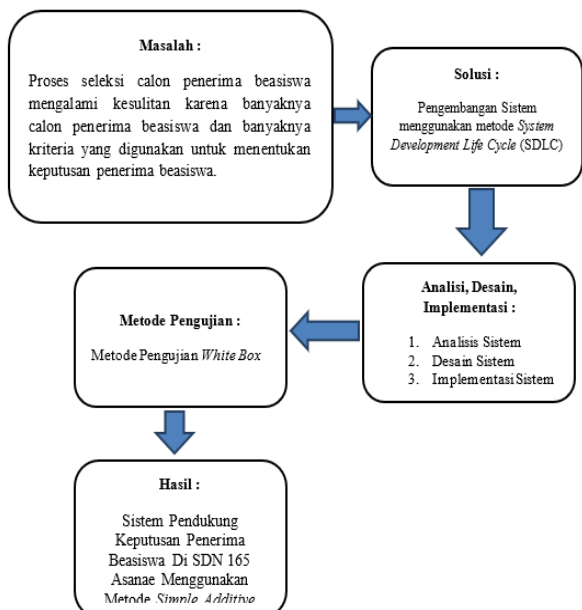 Masalah :
Proses seleksi calon penerima beasiswa
mengalami kesulitan karena banyaknya
calon penerima beasiswa dan banyaknya
kriteria yang digunakan untuk menentukan
keputusan penerima beasiswa.
Solusi :
Pengembangan Sistem
menggunakan metode System
Development Life Cycle (SDLC)
Analisi, Desain,
Implementasi :
1. Analisis Sistem
2. Desain Sistem
3. Implementasi Sistem
Metode Pengujian :
Metode Pengujian White Box
Hasil :
Sistem Pendukung
Keputusan Penerima
Beasiswa Di SDN 165
Asanae Menggunakan
Metode Simple Additive